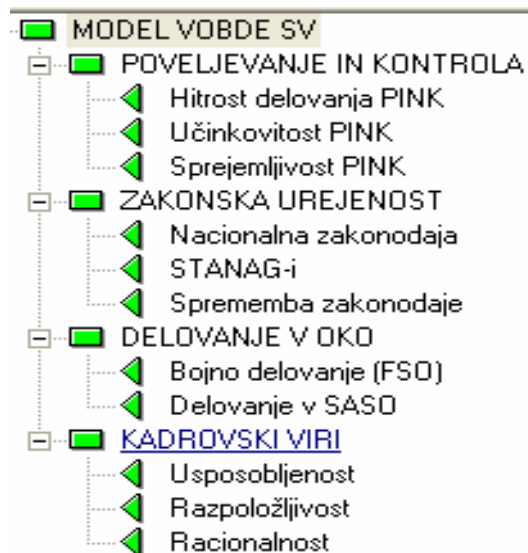 MODEL VOBDE SV
POVELJEVANJE IN KONTROLA
Hitrost delovanja PINK
Učinkovitost PINK
Sprejemljivost PINK
ZAKONSKA UREJENOST
Nacionalna zakonodaja
STANAG-i
Sprememba zakonodaje
DELOVANJE V OKO
Bojno delovanje (FSO)
Delovanje v SASO
KADROVSKI VIRI
Usposobljenost
Razpoložljivost
Racionalnost